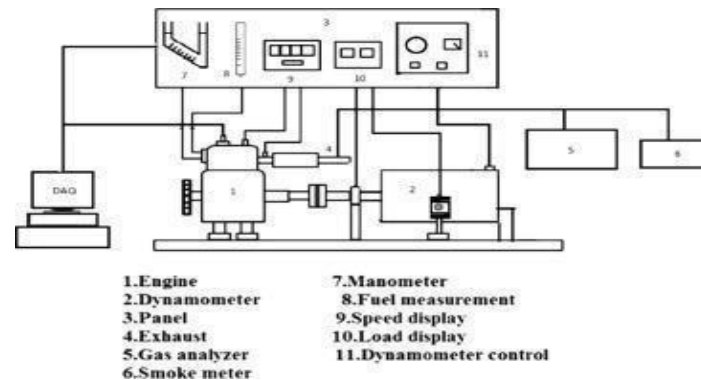 3
7
8
9
10
11
4
5
6
DAQ
1
2
1.Engine
2.Dynamometer
3.Panel
4.Exhaust
5.Gas analyzer
6.Smoke meter
7.Manometer
8.Fuel measurement
9.Speed display
10.Load display
11.Dynamometer control